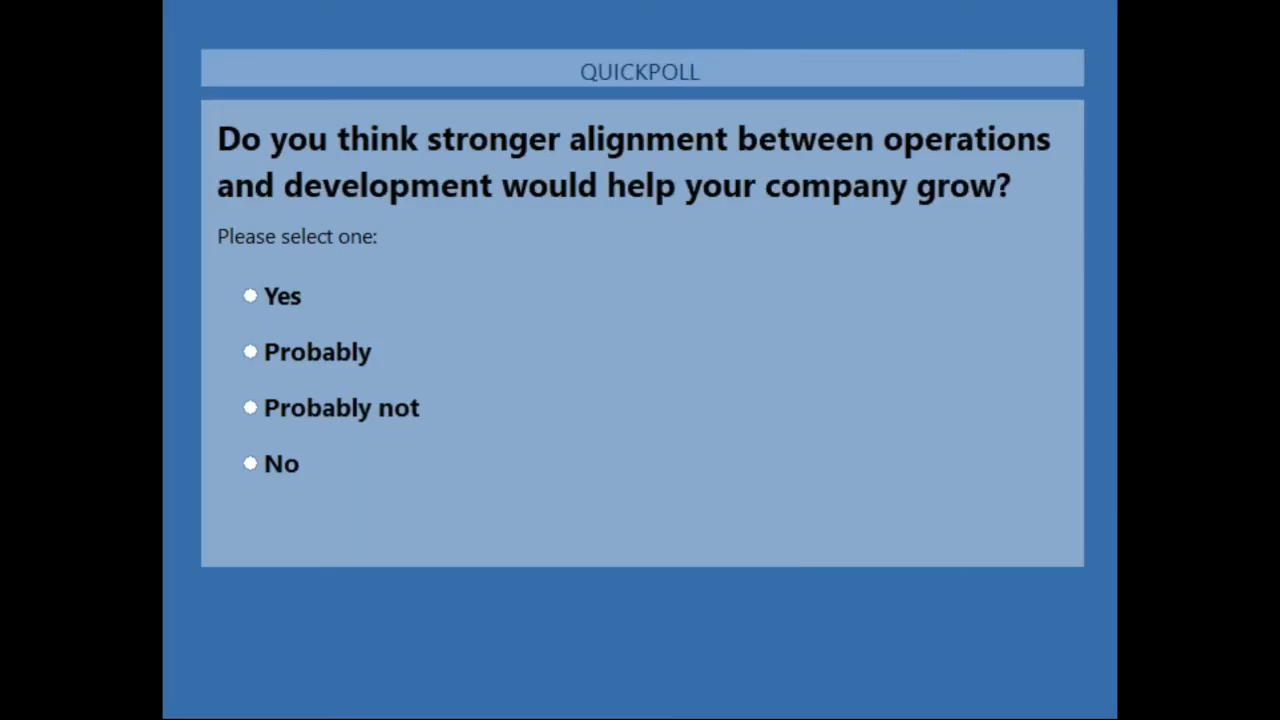 QUICKPOLL
Do you think stronger alignment between operations
and development would help your company grow?
Please select one:
Yes
Probably
Probably not
No